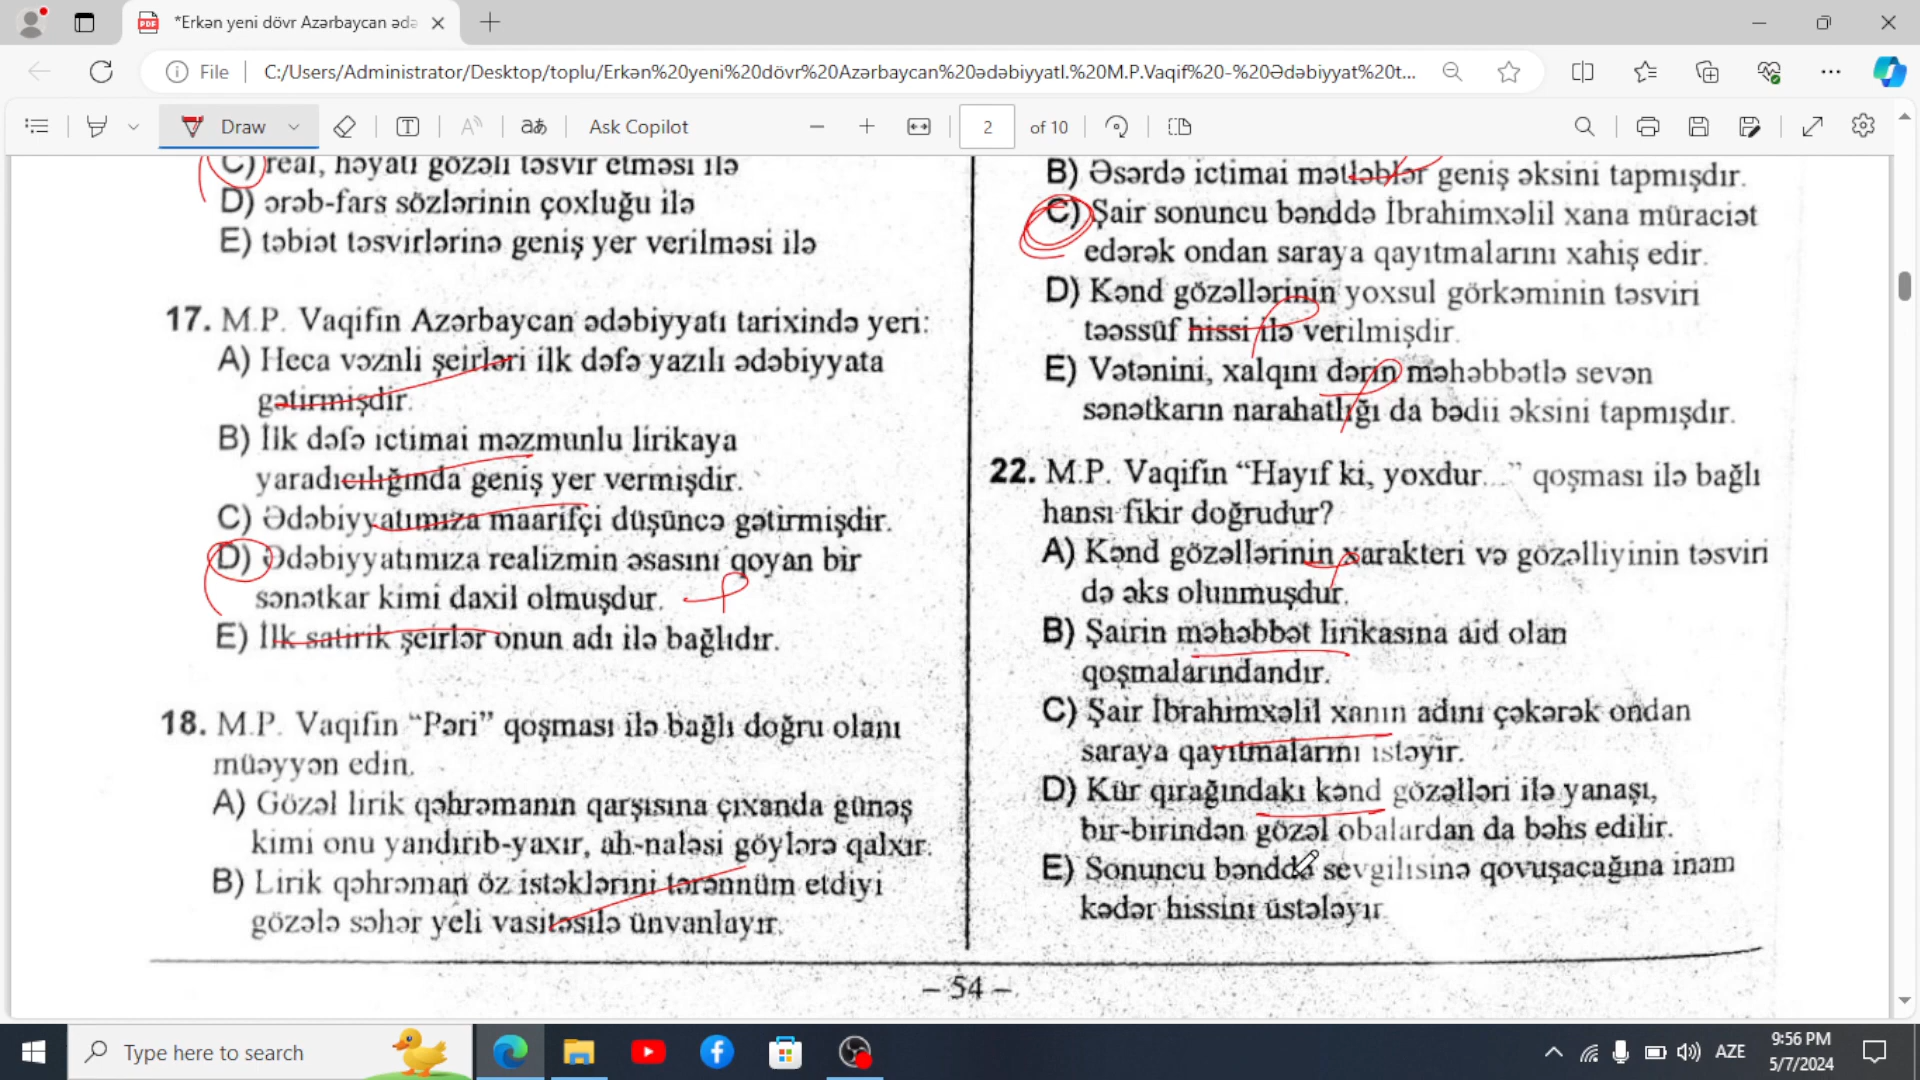 *Erkən yeni dövr Azərbaycan ədə
File
C:/Users/Administrator/Desktop/toplu/Erkən%20yeni%20dövr%20Azərbaycan%20ədəbiyyatI.%20M.P.Vaqif%20-%20Ədəbiyyat%20t...
Draw
Ask Copilot
2 of 10
C) real, həyati gözəli təsvir etməsi ilə
D) ərəb-fars sözlərinin çoxluğu ilə
E) təbiət təsvirlərinə geniş yer verilməsi ilə
17. M.P. Vaqifin Azərbaycan ədəbiyyatı tarixində yeri:
A) Heca vəznli şeirləri ilk dəfə yazılı ədəbiyyata
gətirmişdir.
B) İlk dəfə ictimai məzmunlu lirikaya
yaradıcılığında geniş yer vermişdir.
C) Ədəbiyyatımıza maarifçi düşüncə gətirmişdir.
D) Ədəbiyyatımıza realizmin əsasını qoyan bir
sənətkar kimi daxil olmuşdur.
E) İlk satirik şeirlər onun adı ilə bağlıdır.
18. M.P. Vaqifin “Pəri” qoşması ilə bağlı doğru olanı
müəyyən edin.
A) Gözəl lirik qəhrəmanın qarşısına çıxanda günəş
kimi onu yandırıb-yaxır, ah-naləsi göylərə qalxır.
B) Lirik qəhrəman öz istəklərini tərənnüm etdiyi
gözələ səhər yeli vasitəsilə ünvanlayır.
B) Əsərdə ictimai mətləblər geniş əksini tapmışdır.
C) Şair sonuncu bənddə İbrahimxəlil xana müraciət
edərək ondan saraya qayıtmalarını xahiş edir.
D) Kənd gözəllərinin yoxsul görkəminin təsviri
təəssüf hissi ilə verilmişdir.
E) Vətənini, xalqını dərin məhəbbətlə sevən
sənətkarın narahatlığı da bədii əksini tapmışdır.
22. M.P. Vaqifin “Hayıf ki, yoxdur...” qoşması ilə bağlı
hansı fikir doğrudur?
A) Kənd gözəllərinin xarakteri və gözəlliyinin təsviri
də əks olunmuşdur.
B) Şairin məhəbbət lirikasına aid olan
qoşmalarındandır.
C) Şair İbrahimxəlil xanın adını çəkərək ondan
saraya qayıtmalarını istəyir.
D) Kür qırağındakı kənd gözəlləri ilə yanaşı,
bir-birindən gözəl obalardan da bəhs edilir.
E) Sonuncu bənddə sevgilisinə qovuşacağına inam
kədər hissini üstələyir
– 54 –
Type here to search
AZE
9:56 PM
5/7/2024